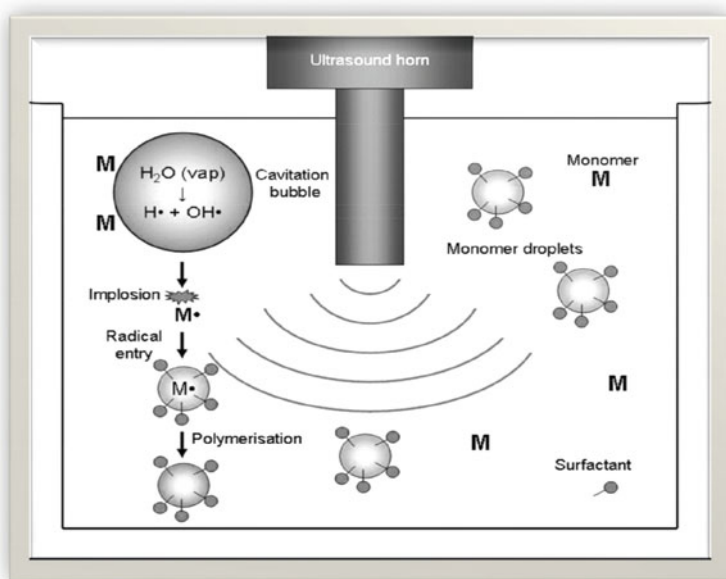 Ultrasound horn
M
H₂O (vap)
↓
H• + OH•
M
Cavitation
bubble
Implosion
M•
Radical
entry
M•
Polymerisation
Monomer
M
Monomer droplets
M
M
Surfactant